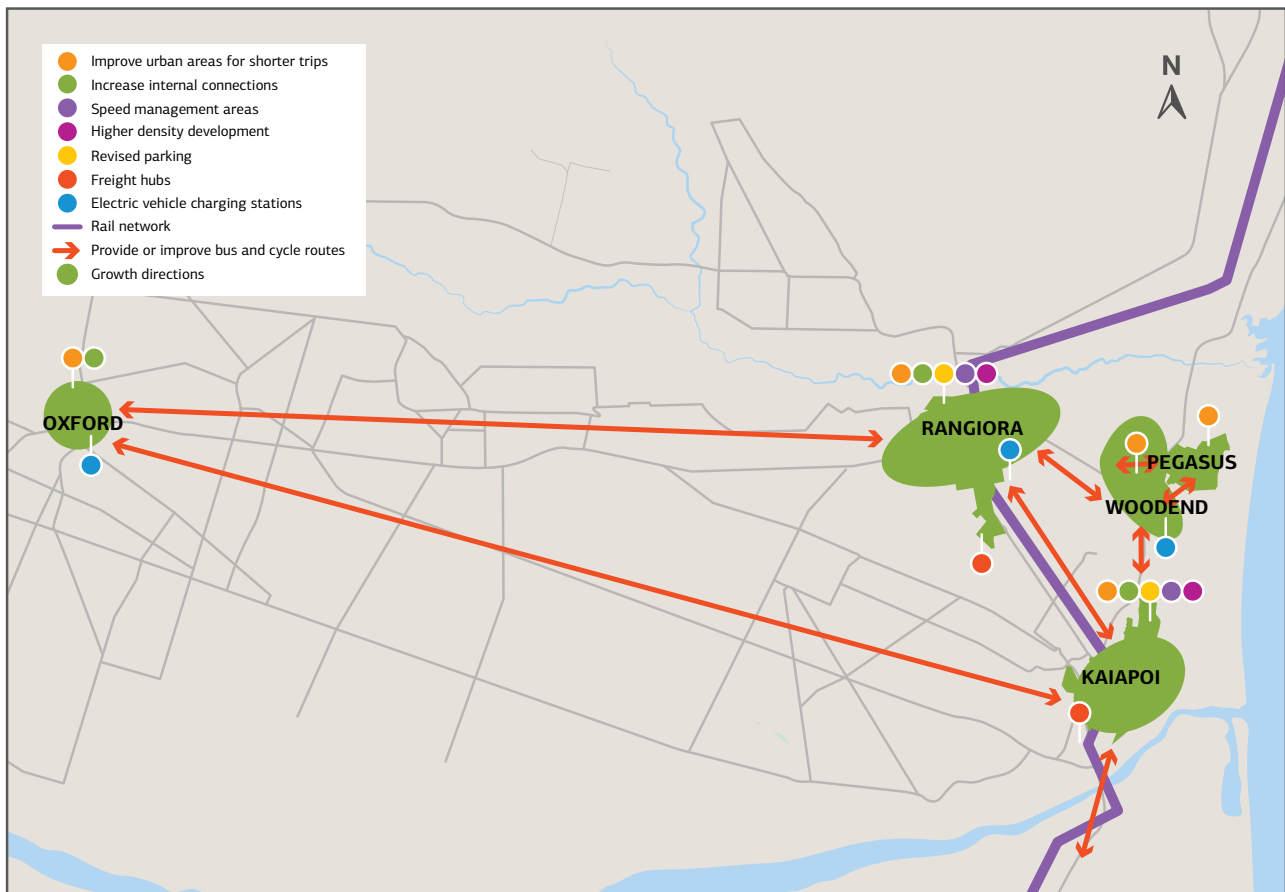 Improve urban areas for shorter trips
Increase internal connections
Speed management areas
Higher density development
Revised parking
Freight hubs
Electric vehicle charging stations
Rail network
Provide or improve bus and cycle routes
Growth directions
N
OXFORD
RANGIORA
PEGASUS
WOODEND
KAIAPOI